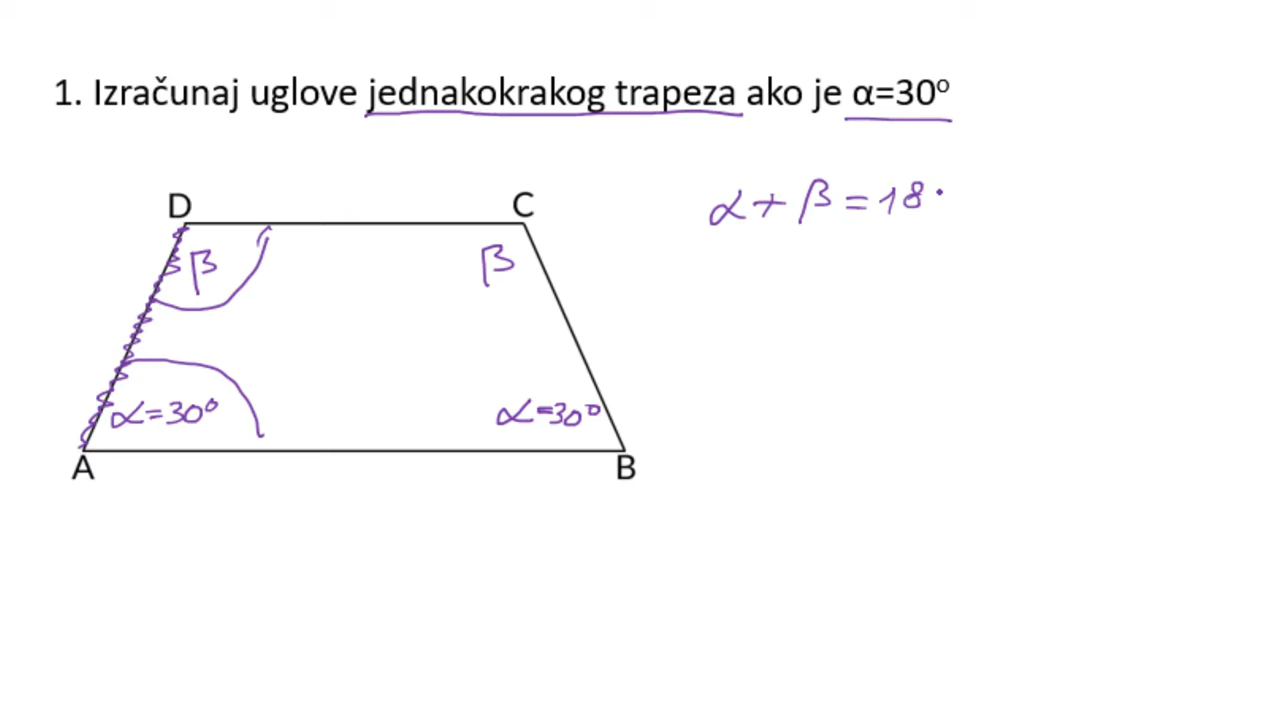 1. Izračunaj uglove jednakokrakog trapeza ako je α=30°
α+β=18
D
C
β
β
α=30°
α=30°
A
B